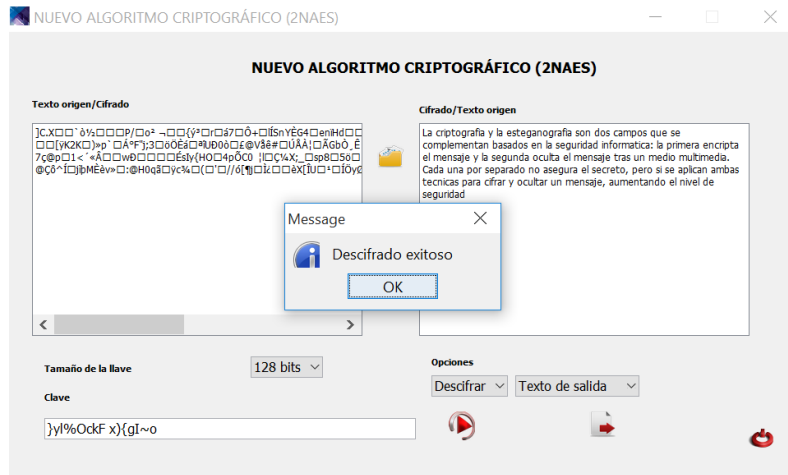 NUEVO ALGORITMO CRIPTOGRÁFICO (2NAES)
NUEVO ALGORITMO CRIPTOGRÁFICO (2NAES)
Texto origen/Cifrado
Cifrado/Texto origen
La criptografia y la esteganografia son dos campos que se
complementan basados en la seguridad informatica: la primera encripta
el mensaje y la segunda oculta el mensaje tras un medio multimedia.
Cada una por separado no asegura el secreto, pero si se aplican ambas
tecnicas para cifrar y ocultar un mensaje, aumentando el nivel de
seguridad
Message
Descifrado exitoso
OK
Tamaño de la llave
128 bits
Opciones
Descifrar
Texto de salida
Clave
}yl%OckF x){gI~o